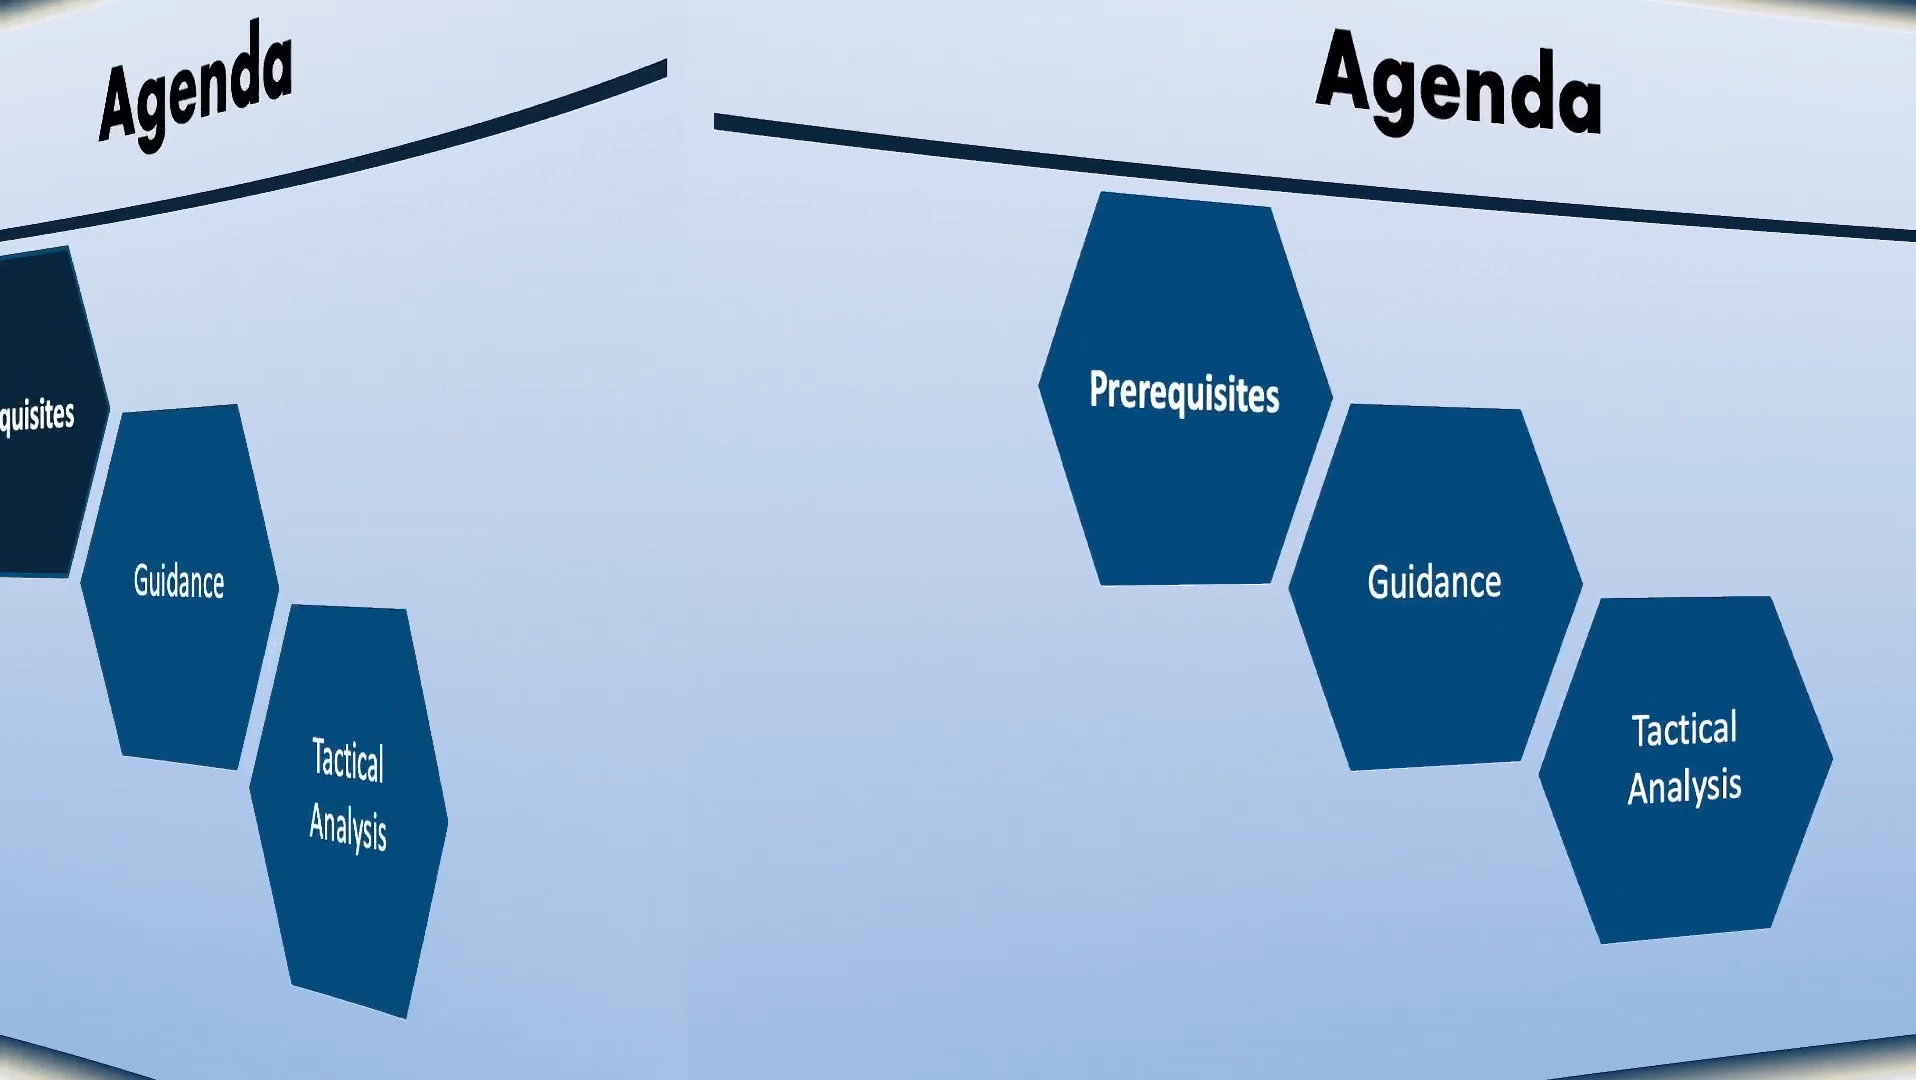 Agenda
quisites
Guidance
Tactical
Analysis
Agenda
Prerequisites
Guidance
Tactical
Analysis